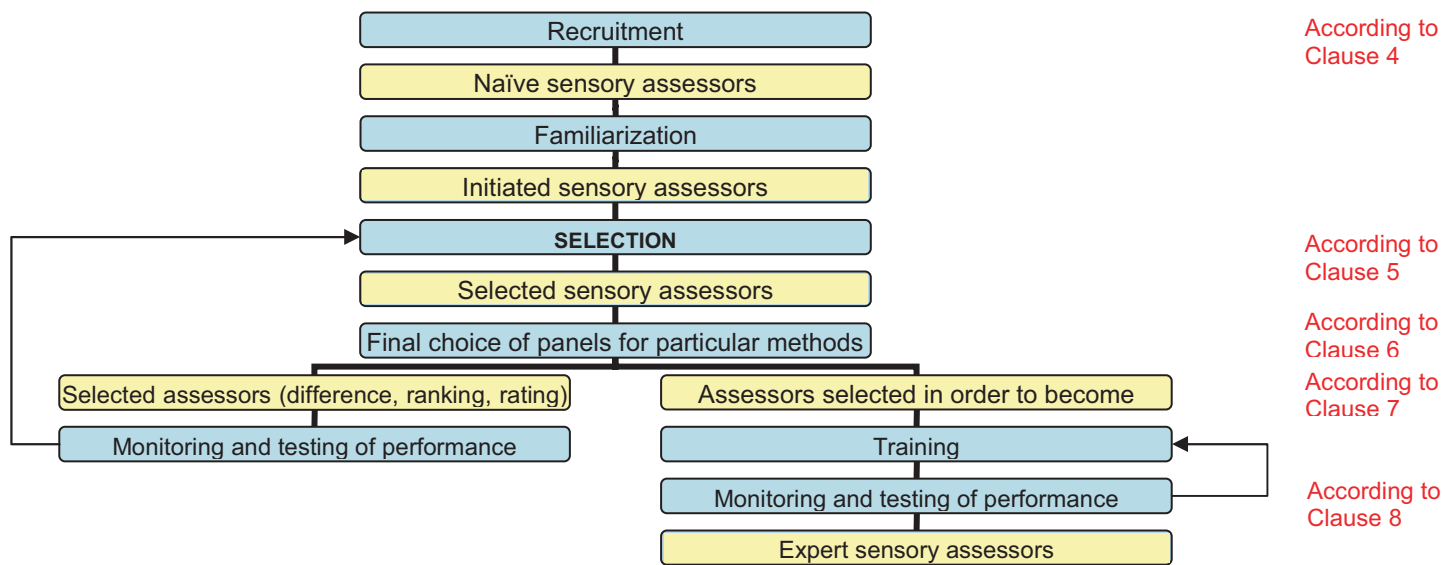 Recruitment
According to
Clause 4
Naïve sensory assessors
Familiarization
Initiated sensory assessors
SELECTION
According to
Clause 5
Selected sensory assessors
Final choice of panels for particular methods
According to
Clause 6
Selected assessors (difference, ranking, rating)
Assessors selected in order to become
According to
Clause 7
Monitoring and testing of performance
Training
Monitoring and testing of performance
According to
Clause 8
Expert sensory assessors